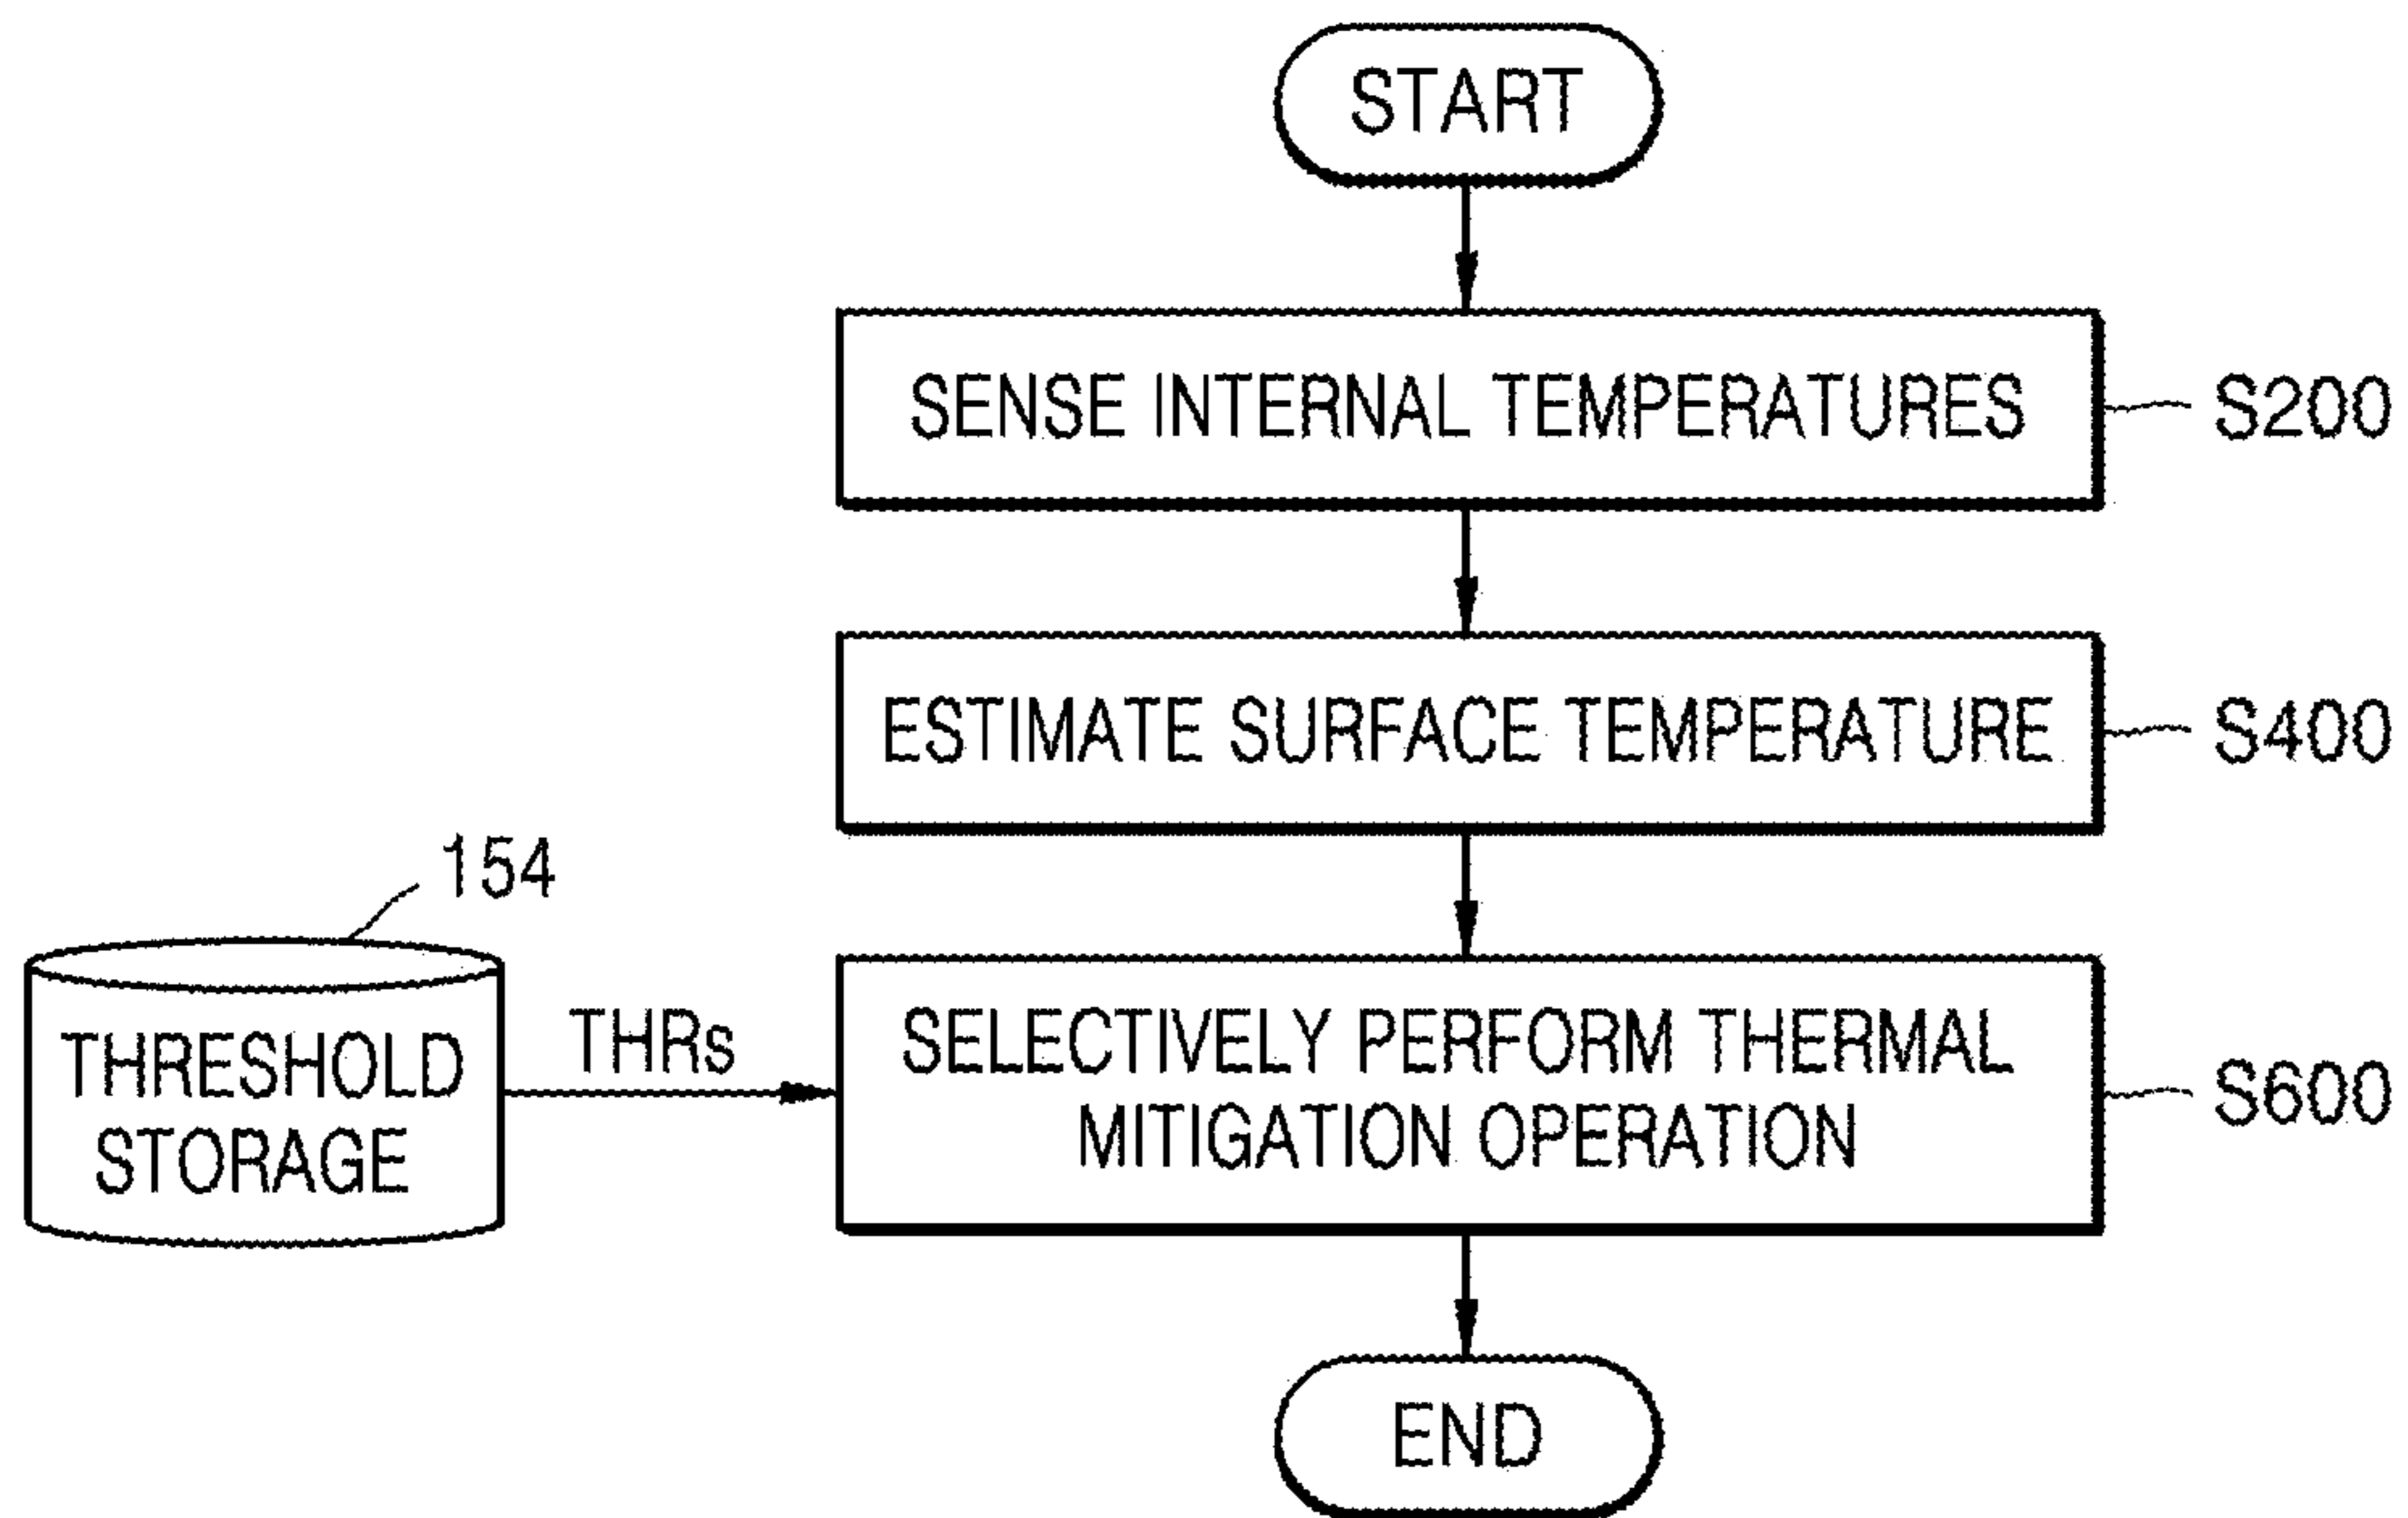 START
SENSE INTERNAL TEMPERATURES
S200
ESTIMATE SURFACE TEMPERATURE
S400
154
THRESHOLD
STORAGE
THRs
SELECTIVELY PERFORM THERMAL
MITIGATION OPERATION
S600
END